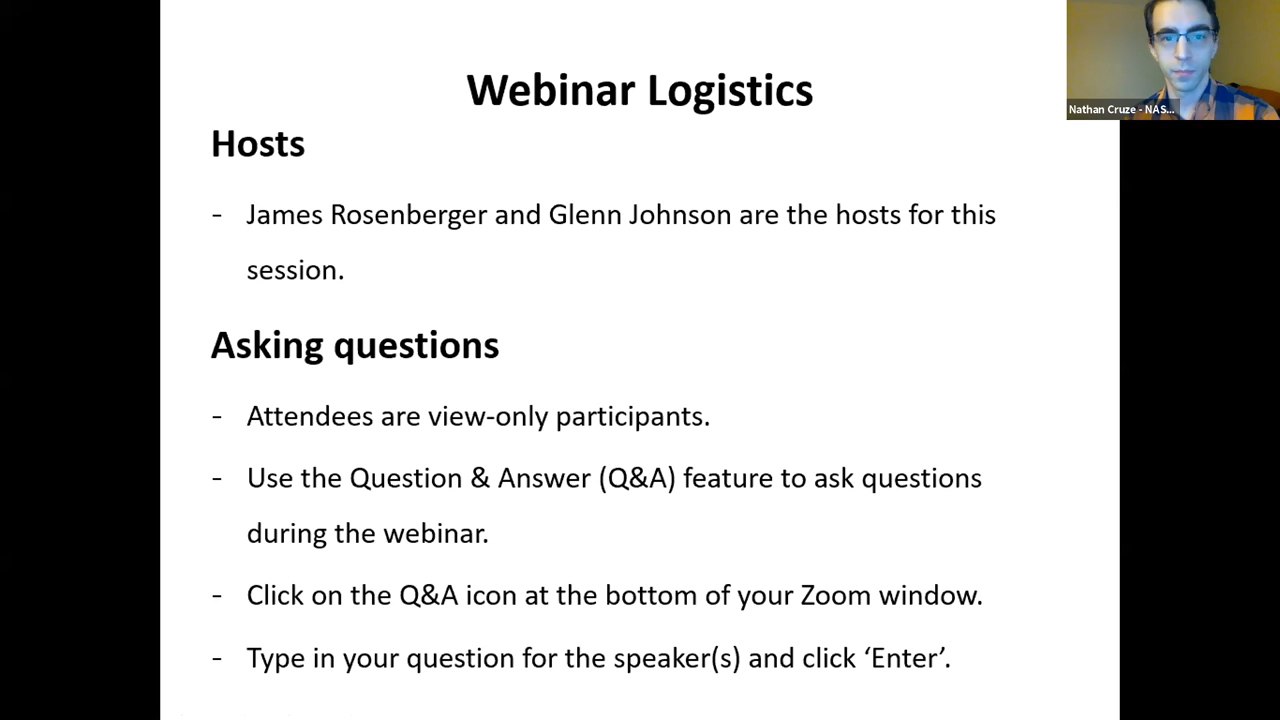 Webinar Logistics
Nathan Cruze - NAS...
Hosts
- James Rosenberger and Glenn Johnson are the hosts for this
session.
Asking questions
- Attendees are view-only participants.
- Use the Question & Answer (Q&A) feature to ask questions
during the webinar.
- Click on the Q&A icon at the bottom of your Zoom window.
- Type in your question for the speaker(s) and click ‘Enter’.